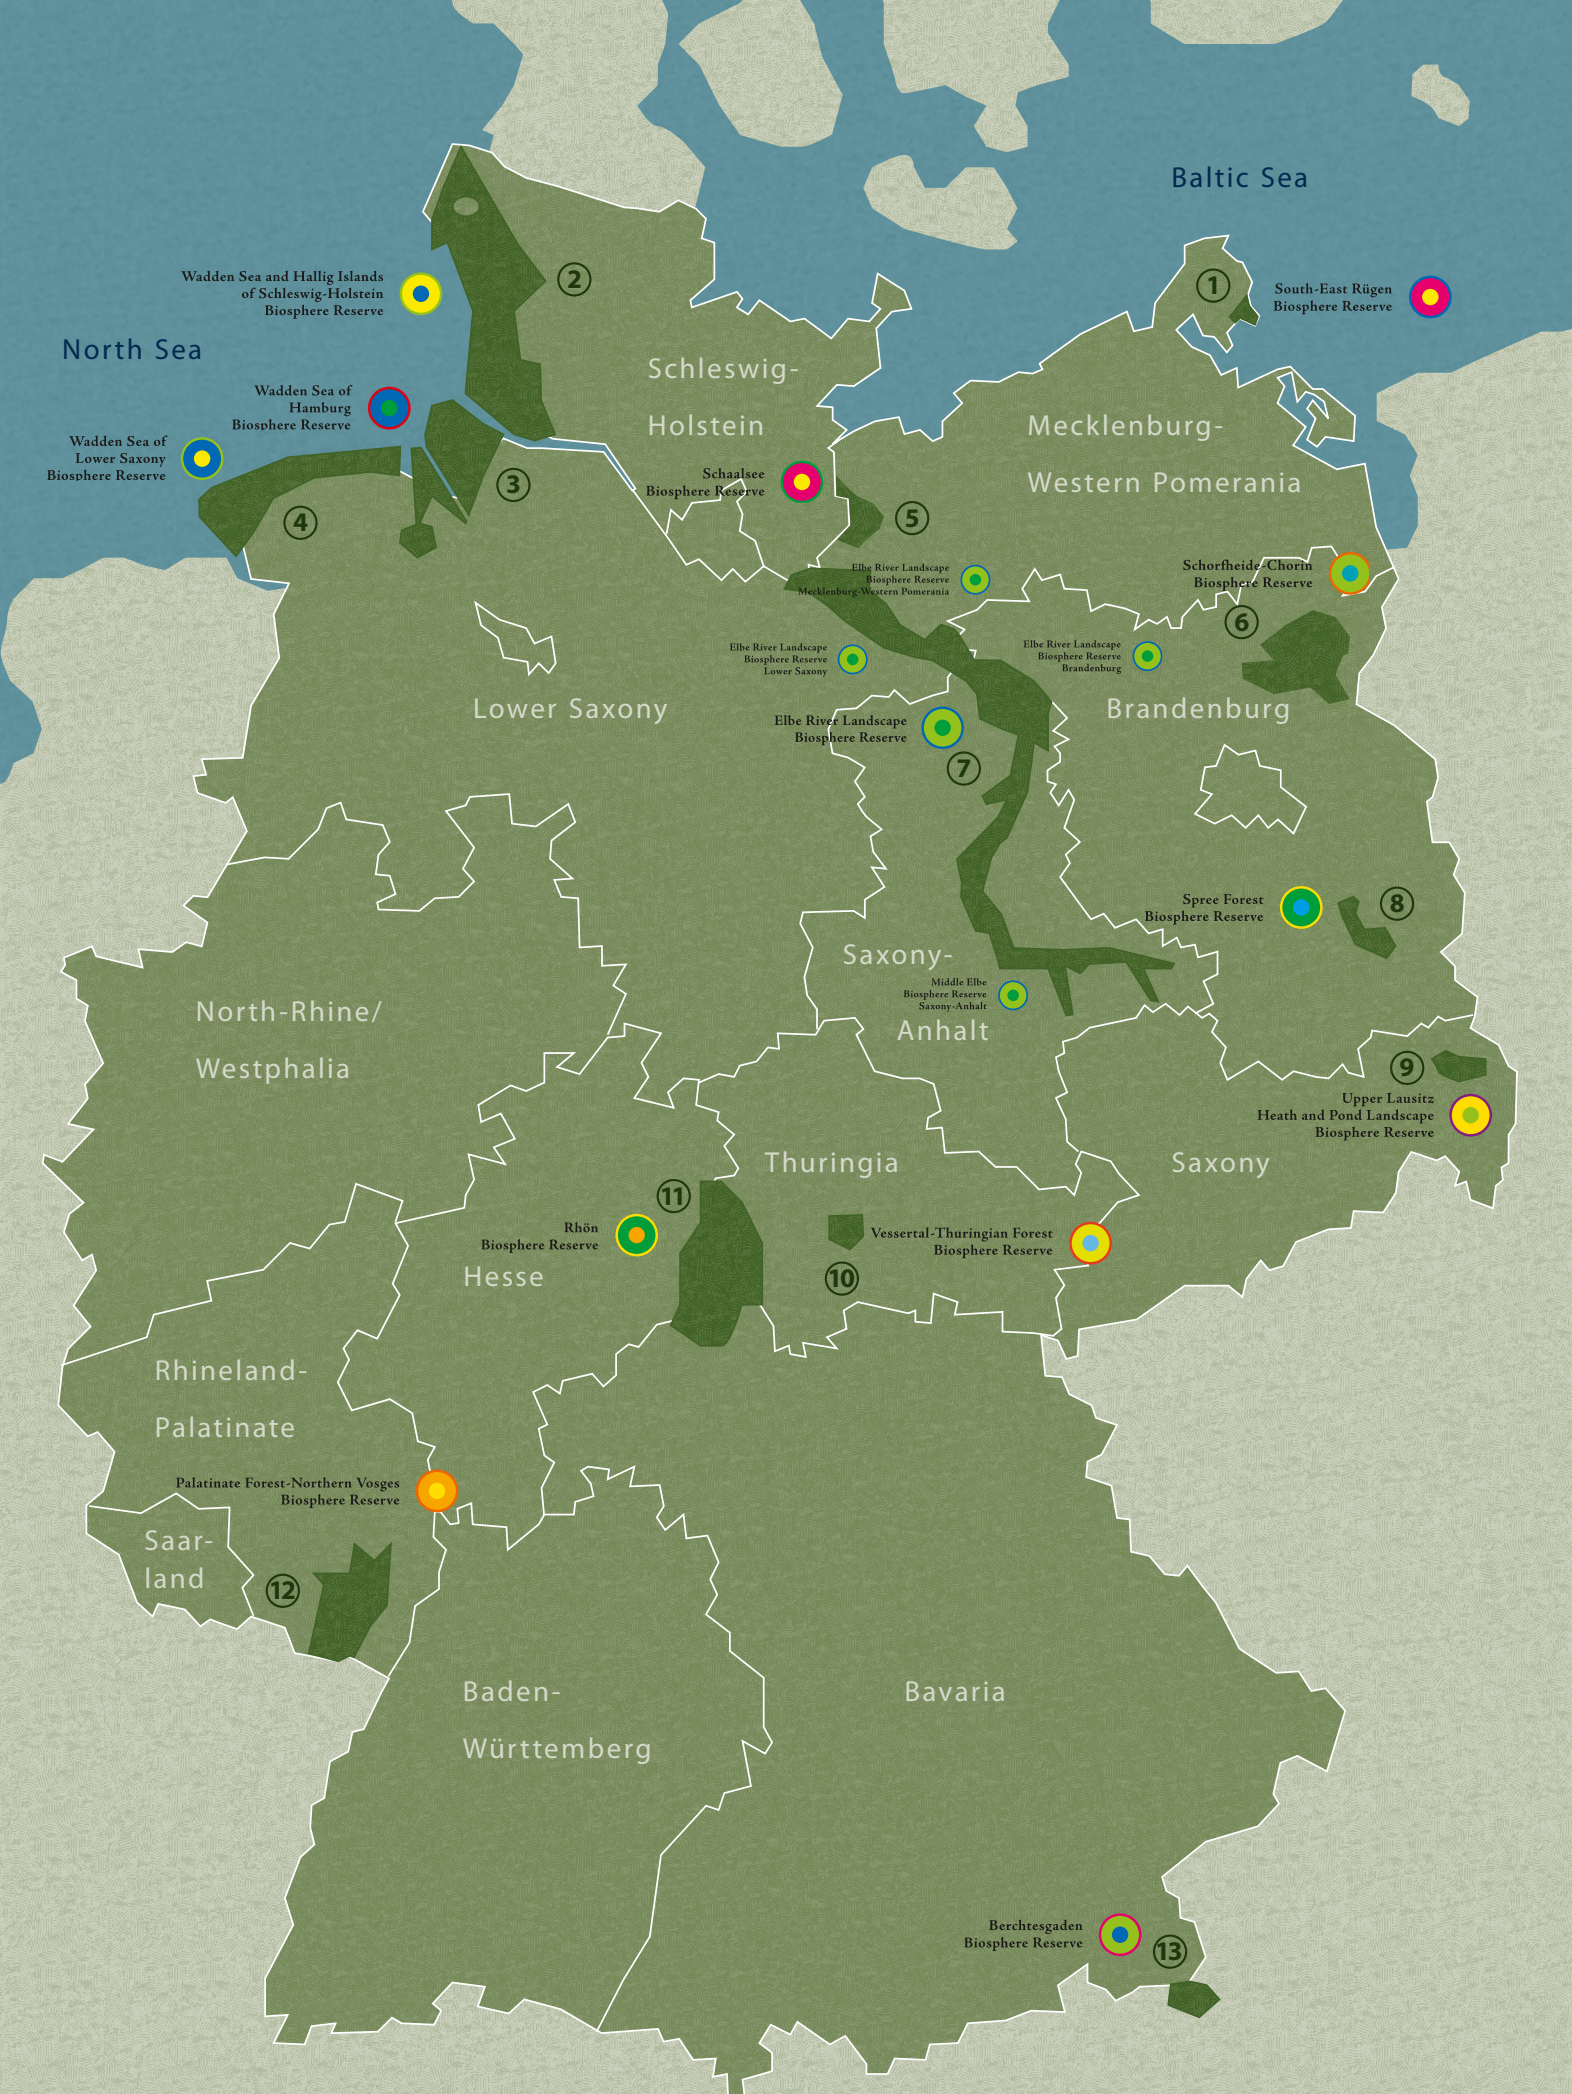 Baltic Sea
Wadden Sea and Hallig Islands
of Schleswig-Holstein
Biosphere Reserve
2
1
South-East Rügen
Biosphere Reserve
North Sea
Schleswig-
Holstein
Wadden Sea of
Hamburg
Biosphere Reserve
Mecklenburg-
Western Pomerania
Wadden Sea of
Lower Saxony
Biosphere Reserve
3
4
Schaalsee
Biosphere Reserve
5
Elbe River Landscape
Biosphere Reserve
Mecklenburg-Western Pomerania
Schorfheide-Chorin
Biosphere Reserve
6
Elbe River Landscape
Biosphere Reserve
Lower Saxony
Elbe River Landscape
Biosphere Reserve
Brandenburg
Lower Saxony
Brandenburg
Elbe River Landscape
Biosphere Reserve
7
Spree Forest
Biosphere Reserve
8
Saxony-
Anhalt
Middle Elbe
Biosphere Reserve
Saxony-Anhalt
North-Rhine/
Westphalia
9
Upper Lausitz
Heath and Pond Landscape
Biosphere Reserve
Thuringia
Saxony
11
Rhön
Biosphere Reserve
Hesse
Vessertal-Thuringian Forest
Biosphere Reserve
10
Rhineland-
Palatinate
Palatinate Forest-Northern Vosges
Biosphere Reserve
Saar-
land
12
Baden-
Württemberg
Bavaria
Berchtesgaden
Biosphere Reserve
13